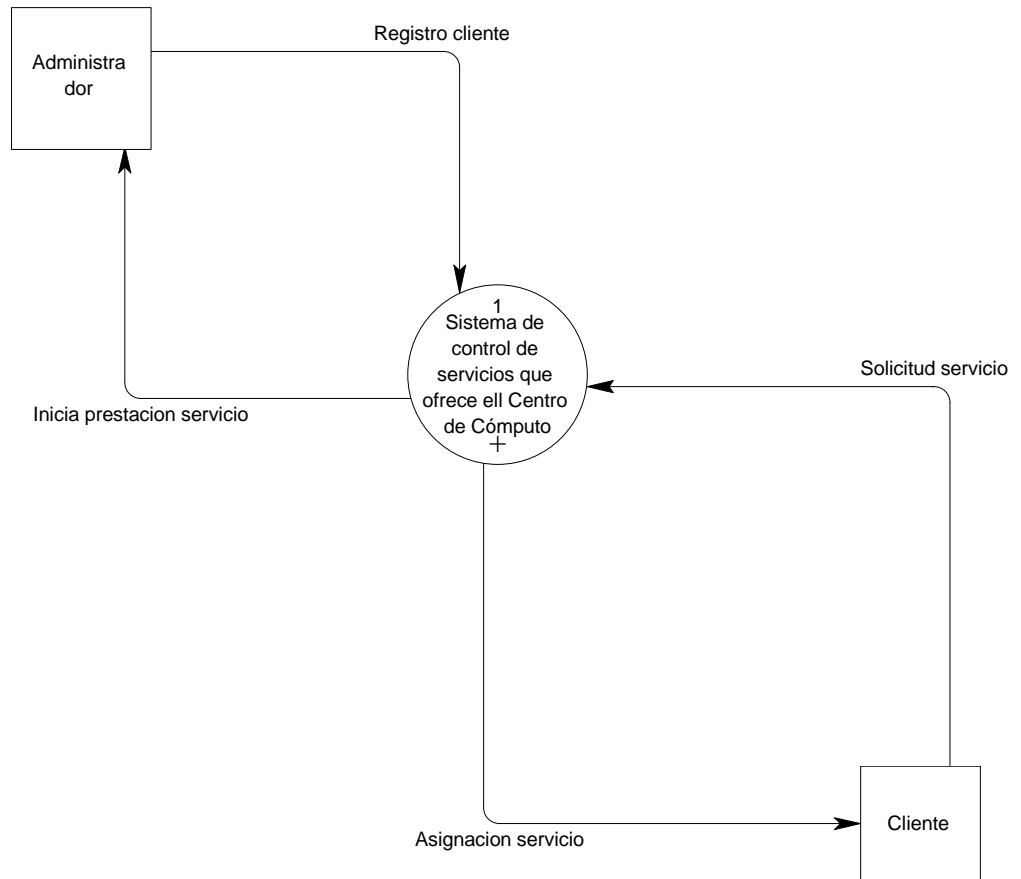 Registro cliente
Administra
dor
1
Sistema de
control de
servicios que
ofrece ell Centro
de Cómputo
+
Solicitud servicio
Inicia prestacion servicio
Asignacion servicio
Cliente